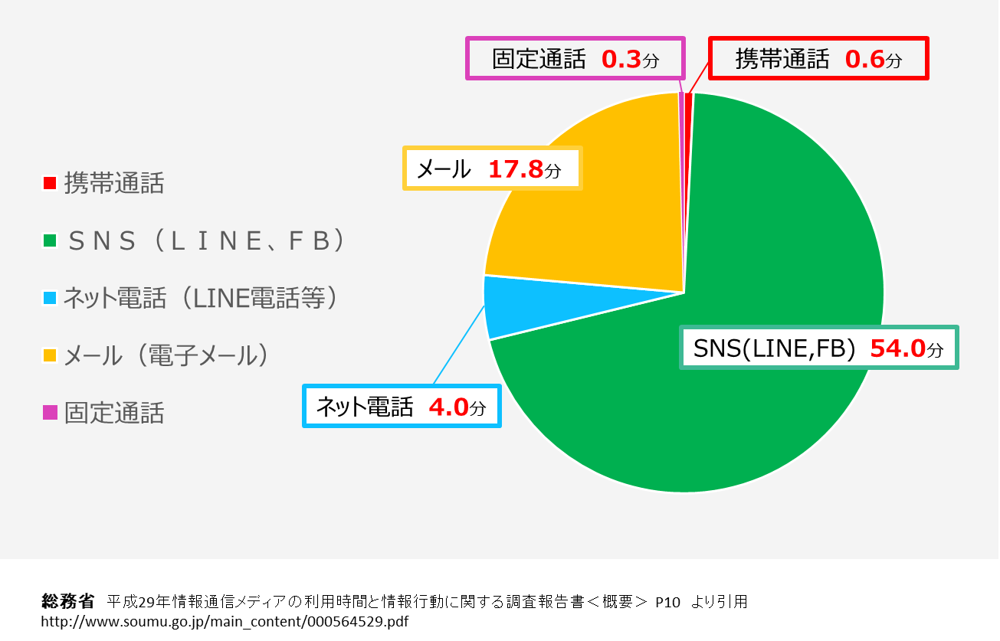 固定通話 0.3分
携帯通話 0.6分
メール 17.8分
携帯通話
ＳＮＳ（ＬＩＮＥ、ＦＢ）
ネット電話（LINE電話等）
メール（電子メール）
固定通話
SNS(LINE,FB) 54.0分
ネット電話 4.0分
総務省 平成29年情報通信メディアの利用時間と情報行動に関する調査報告書＜概要＞ P10 より引用
http://www.soumu.go.jp/main_content/000564529.pdf